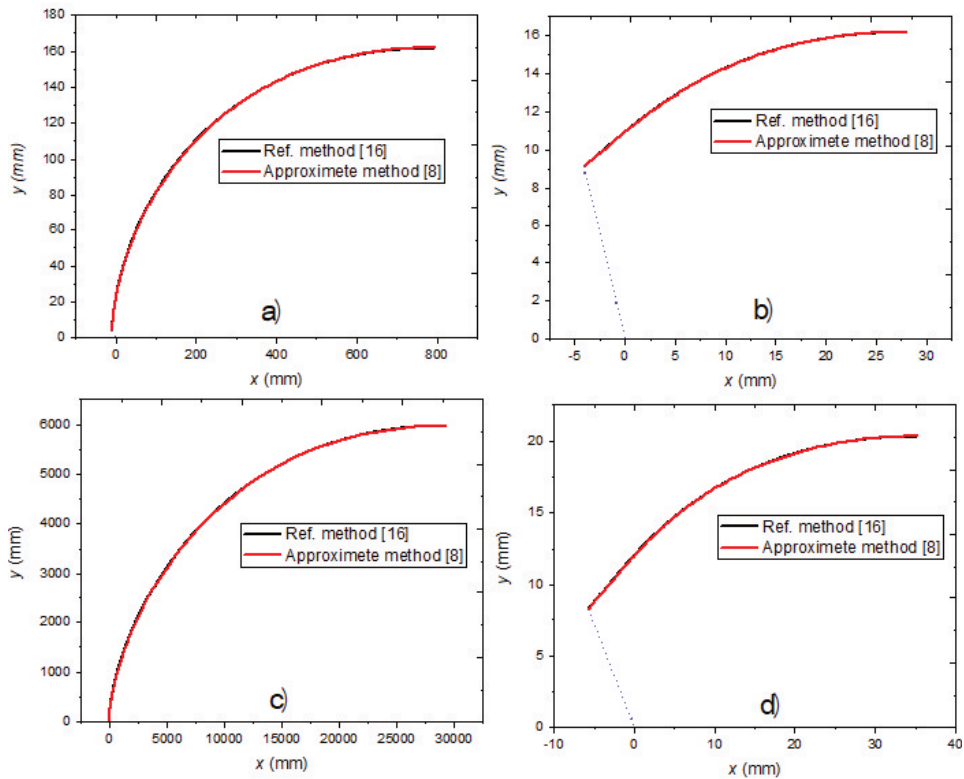 180
160
140
120
100
80
60
40
20
0
y (mm)
Ref. method [16]
Approximete method [8]
a)
0 200 400 600 800
x (mm)
16
14
12
10
8
6
4
2
0
y (mm)
Ref. method [16]
Approximete method [8]
b)
-5 0 5 10 15 20 25 30
x (mm)
6000
5000
4000
3000
2000
1000
0
y (mm)
Ref. method [16]
Approximete method [8]
c)
0 5000 10000 15000 20000 25000 30000
x (mm)
20
15
10
5
0
y (mm)
Ref. method [16]
Approximete method [8]
d)
-10 0 10 20 30 40
x (mm)